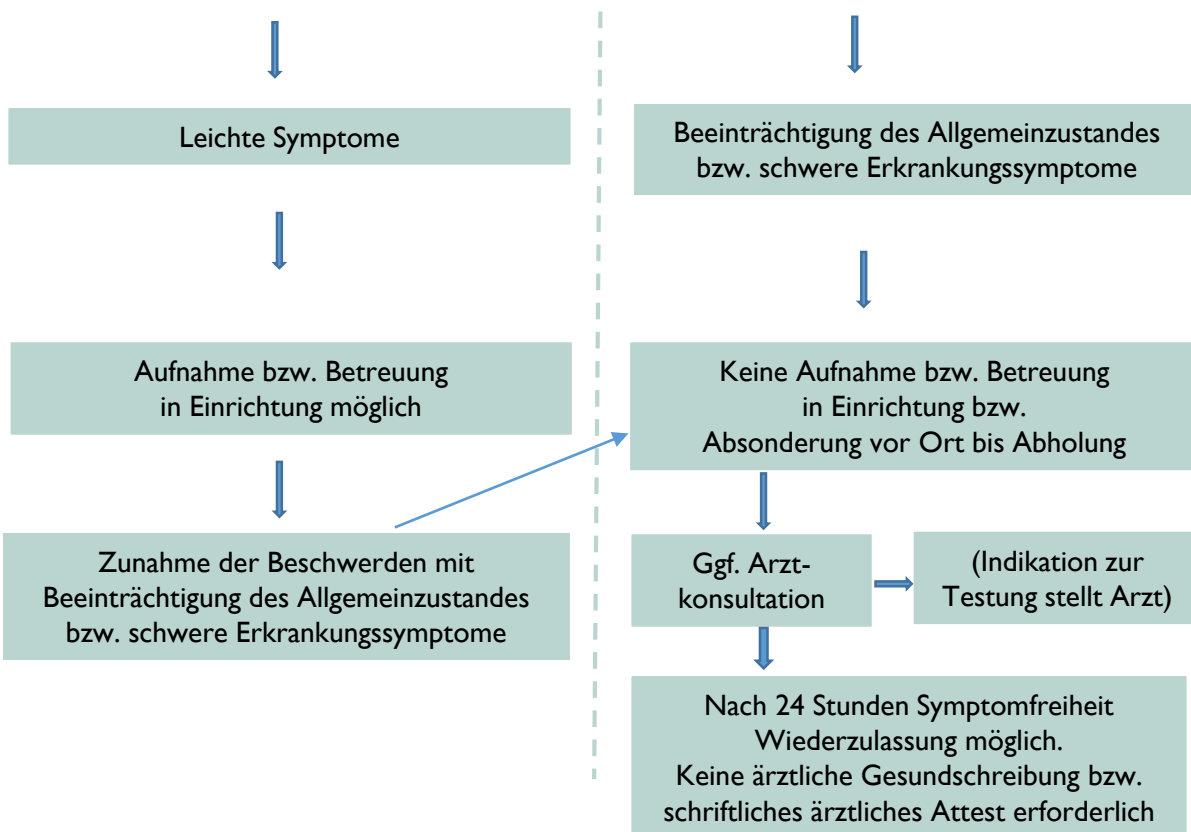 Leichte Symptome
Aufnahme bzw. Betreuung
in Einrichtung möglich
Zunahme der Beschwerden mit
Beeinträchtigung des Allgemeinzustandes
bzw. schwere Erkrankungssymptome
Beeinträchtigung des Allgemeinzustandes
bzw. schwere Erkrankungssymptome
Keine Aufnahme bzw. Betreuung
in Einrichtung bzw.
Absonderung vor Ort bis Abholung
Ggf. Arzt-
konsultation
(Indikation zur
Testung stellt Arzt)
Nach 24 Stunden Symptomfreiheit
Wiederzulassung möglich.
Keine ärztliche Gesundschreibung bzw.
schriftliches ärztliches Attest erforderlich